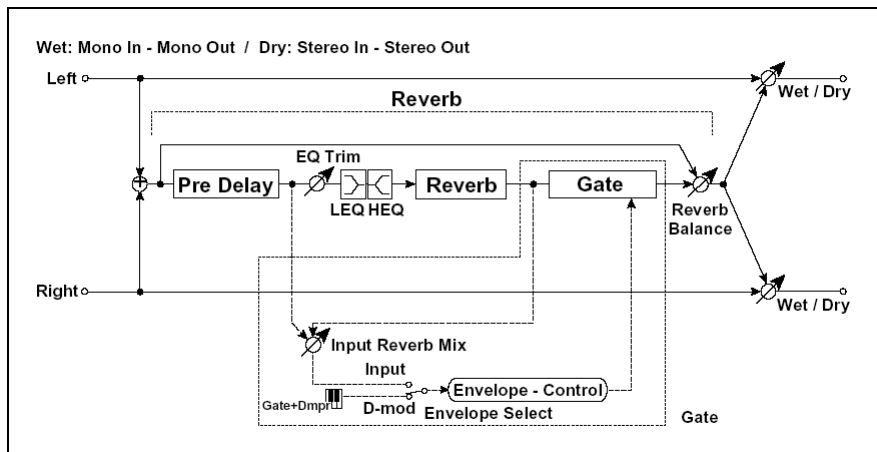 Wet: Mono In - Mono Out / Dry: Stereo In - Stereo Out
Left
Wet / Dry
Reverb
EQ Trim
Pre Delay
LEQ HEQ
Reverb
Gate
Reverb
Balance
Right
Wet / Dry
Input Reverb Mix
Input
Gate+Dmpr
D-mod
Envelope - Control
Envelope Select
Gate